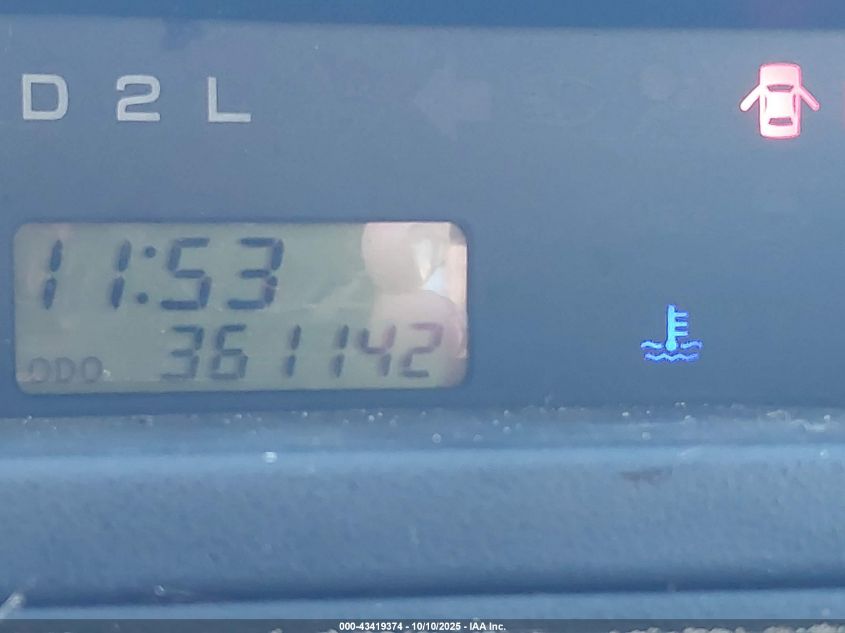 D 2 L
11:53
ODO 361142
000-43419374 - 10/10/2025 - IAA Inc.